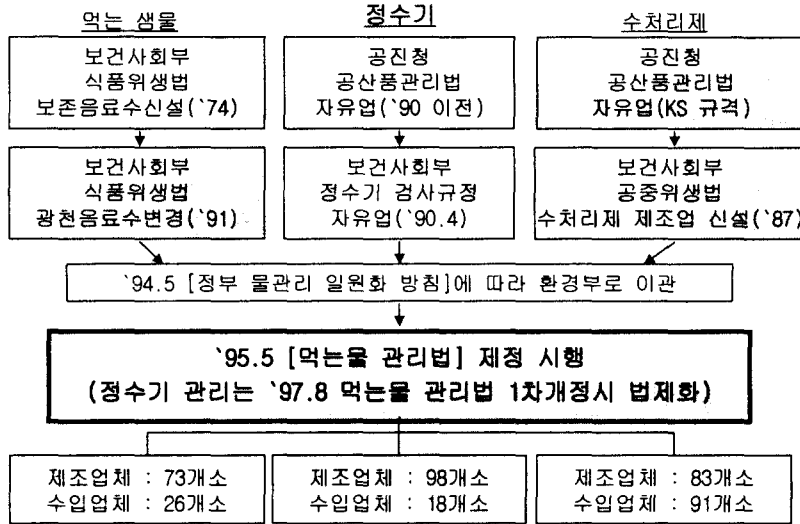 먹는 샘물
정수기
수처리제
보건사회부
식품위생법
보존음료수신설(`74)
공진청
공산품관리법
자유업(`90 이전)
공진청
공산품관리법
자유업(KS 규격)
보건사회부
식품위생법
광천음료수변경(`91)
보건사회부
정수기 검사규정
자유업(`90.4)
보건사회부
공중위생법
수처리제 제조업 신설(`87)
`94.5 [정부 물관리 일원화 방침]에 따라 환경부로 이관
`95.5 [먹는물 관리법] 제정 시행
(정수기 관리는 `97.8 먹는물 관리법 1차개정시 법제화)
제조업체 : 73개소
수입업체 : 26개소
제조업체 : 98개소
수입업체 : 18개소
제조업체 : 83개소
수입업체 : 91개소